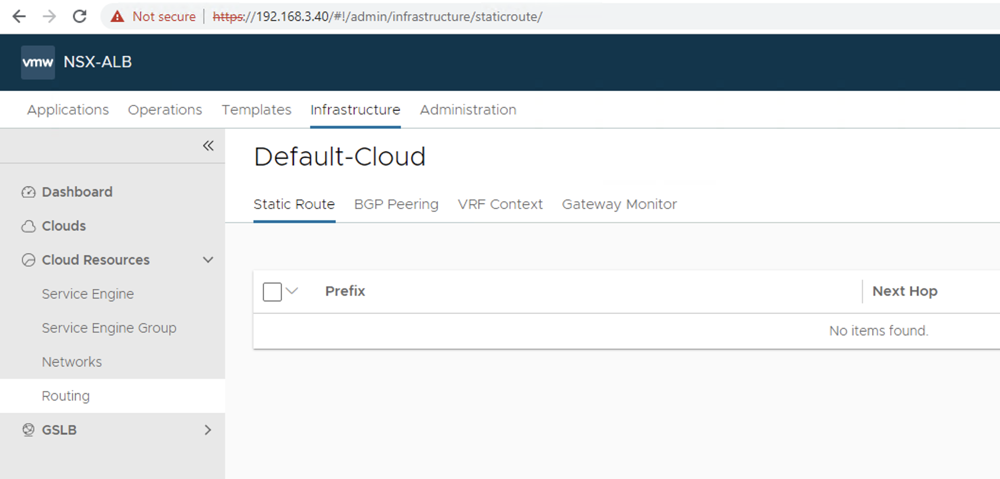 Not secure | https://192.168.3.40/#!/admin/infrastructure/staticroute/
vmw NSX-ALB
Applications Operations Templates Infrastructure Administration
Default-Cloud
Static Route BGP Peering VRF Context Gateway Monitor
Dashboard
Clouds
Cloud Resources
Service Engine
Service Engine Group
Networks
Routing
GSLB
Prefix Next Hop
No items found.